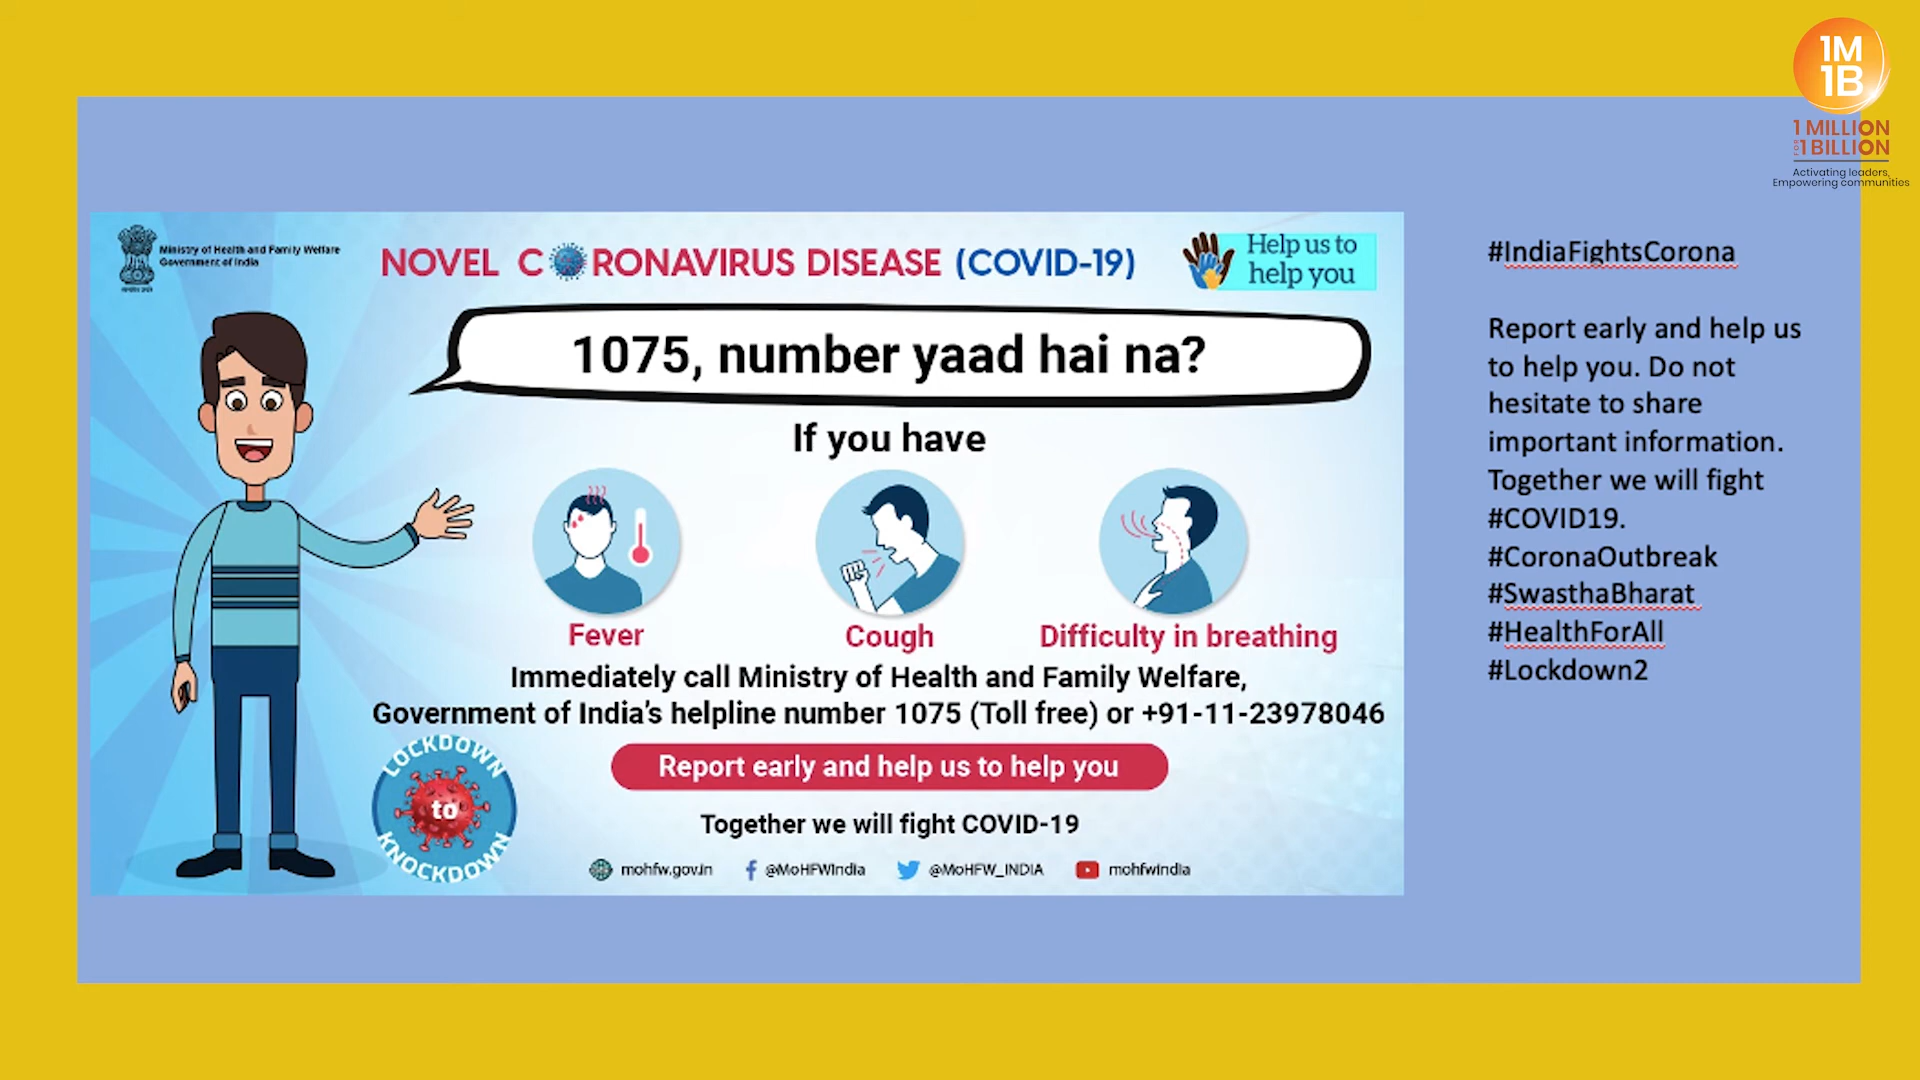 1M
1B
1 MILLION
FOR 1 BILLION
Activating leaders,
Empowering communities
Ministry of Health and Family Welfare
Government of India
NOVEL CORONAVIRUS DISEASE (COVID-19)
Help us to
help you
1075, number yaad hai na?
If you have
Fever
Cough
Difficulty in breathing
Immediately call Ministry of Health and Family Welfare,
Government of India's helpline number 1075 (Toll free) or +91-11-23978046
LOCKDOWN
to
KNOCKDOWN
Report early and help us to help you
Together we will fight COVID-19
mohfw.gov.in @MoHFWIndia @MoHFW_INDIA mohfwindia
#IndiaFightsCorona
Report early and help us
to help you. Do not
hesitate to share
important information.
Together we will fight
#COVID19.
#CoronaOutbreak
#SwasthaBharat
#HealthForAll
#Lockdown2